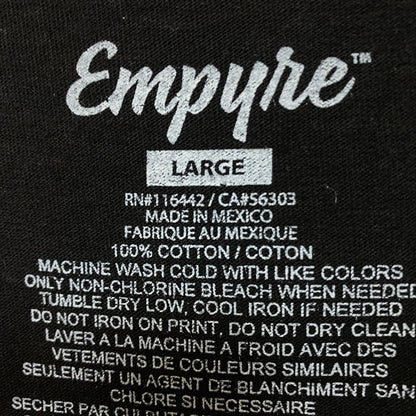 Empyre™
LARGE
RN#116442 / CA#56303
MADE IN MEXICO
FABRIQUE AU MEXIQUE
100% COTTON / COTON
MACHINE WASH COLD WITH LIKE COLORS
ONLY NON-CHLORINE BLEACH WHEN NEEDED
TUMBLE DRY LOW, COOL IRON IF NEEDED
DO NOT IRON ON PRINT, DO NOT DRY CLEAN
LAVER A LA MACHINE A FROID AVEC DES
VETEMENTS DE COULEURS SIMILAIRES
SEULEMENT UN AGENT DE BLANCHIMENT SAN
CHLORE SI NECESSAIRE
SECHER PAR